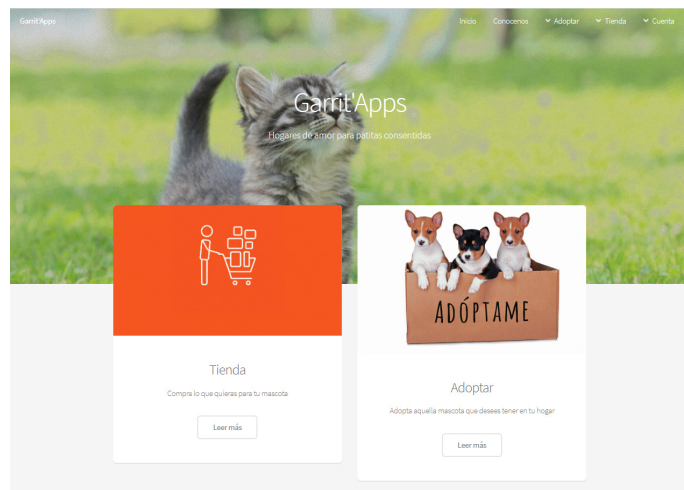 Garrit'Apps
Inicio Conocenos Adoptar Tienda Cuenta
Garrit'Apps
Hogares de amor para patitas consentidas
Tienda
Compra lo que quieras para tu mascota
Leer más
ADÓPTAME
Adoptar
Adopta aquella mascota que desees tener en tu hogar
Leer más